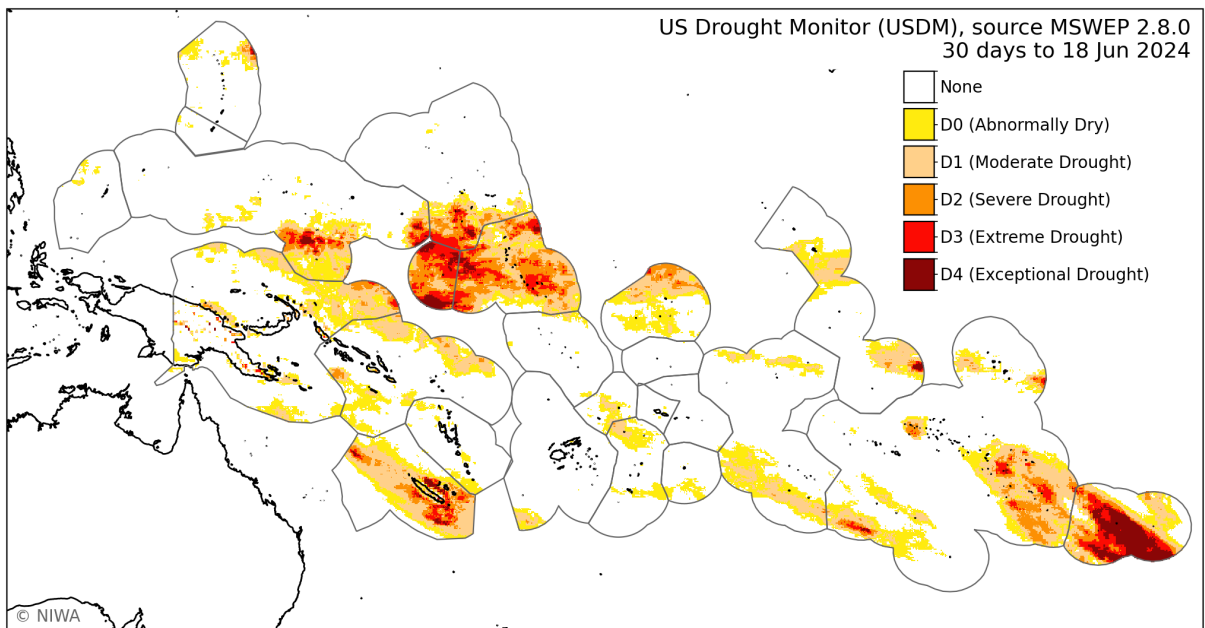 US Drought Monitor (USDM), source MSWEP 2.8.0
30 days to 18 Jun 2024
None
D0 (Abnormally Dry)
D1 (Moderate Drought)
D2 (Severe Drought)
D3 (Extreme Drought)
D4 (Exceptional Drought)
© NIWA